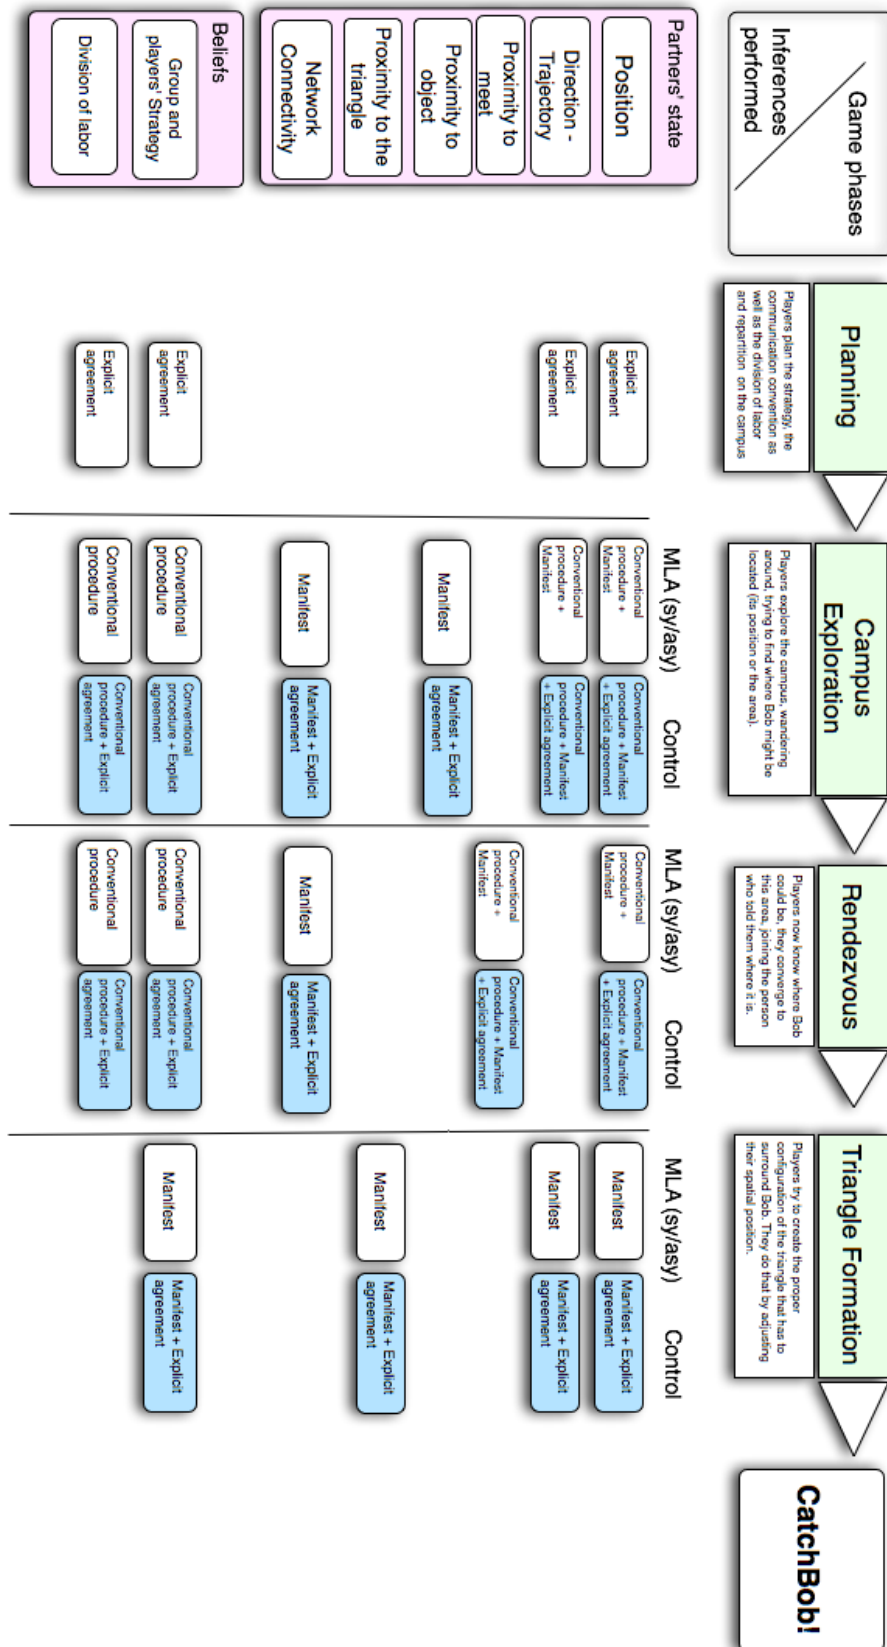 Game phases
Inferences
performed
Planning
Players plan the strategy, the
communication convention as
well as the division of labor
and repartition on the campus
Campus
Exploration
Players explore the campus, wandering
around, trying to find where Bob might be
located (its position or the area).
Rendezvous
Players now know where Bob
could be, they converge to
this area, joining the person
who told them where it is.
Triangle Formation
Players try to create the proper
configuration of the triangle that has to
surround Bob. They do that by adjusting
their spatial position.
CatchBob!
MLA (sy/asy)
Control
MLA (sy/asy)
Control
MLA (sy/asy)
Control
Partners' state
Position
Explicit
agreement
Conventional
procedure +
Manifest
Conventional
procedure + Manifest
+ Explicit agreement
Conventional
procedure +
Manifest
Conventional
procedure + Manifest
+ Explicit agreement
Manifest
Manifest + Explicit
agreement
Direction -
Trajectory
Explicit
agreement
Conventional
procedure +
Manifest
Conventional
procedure + Manifest
+ Explicit agreement
Manifest
Manifest + Explicit
agreement
Proximity to
meet
Conventional
procedure +
Manifest
Conventional
procedure + Manifest
+ Explicit agreement
Proximity to
object
Manifest
Manifest + Explicit
agreement
Proximity to the
triangle
Manifest
Manifest + Explicit
agreement
Network
Connectivity
Manifest
Manifest + Explicit
agreement
Manifest
Manifest + Explicit
agreement
Beliefs
Group and
players' Strategy
Explicit
agreement
Conventional
procedure
Conventional
procedure + Explicit
agreement
Conventional
procedure
Conventional
procedure + Explicit
agreement
Manifest
Manifest + Explicit
agreement
Division of labor
Explicit
agreement
Conventional
procedure
Conventional
procedure + Explicit
agreement
Conventional
procedure
Conventional
procedure + Explicit
agreement